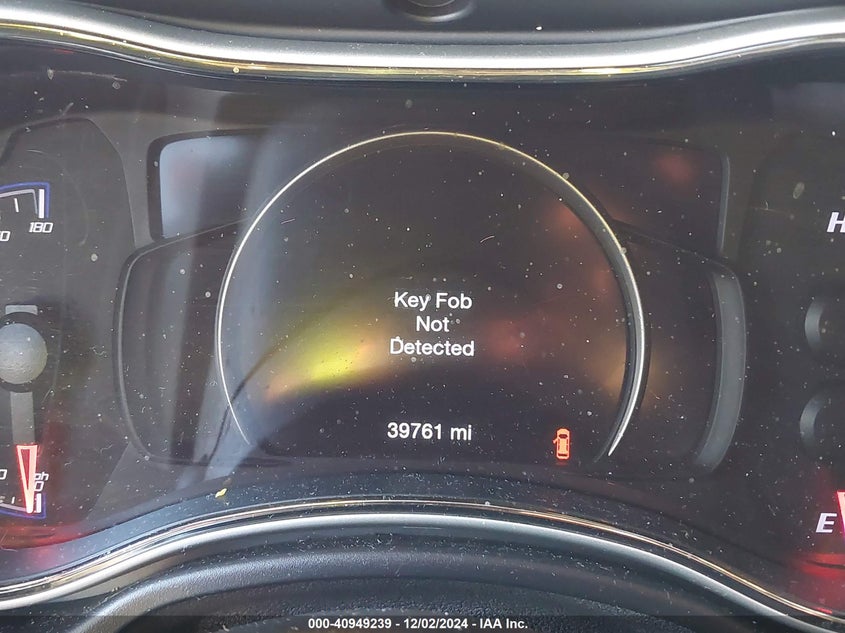 180
H
Key Fob
Not
Detected
39761 mi
E
000-40949239 - 12/02/2024 - IAA Inc.